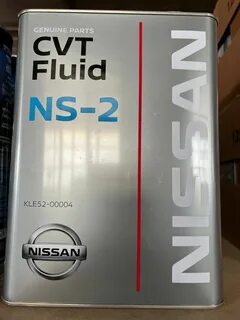 GENUINE PARTS
CVT
Fluid
NS-2
KLE52-00004
NISSAN
NISSAN